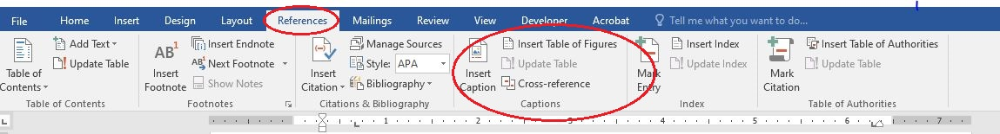 File Home Insert Design Layout References Mailings Review View Developer Acrobat Tell me what you want to do...
Table of Contents
Add Text
Update Table
Table of Contents
AB1
Insert Footnote
Insert Endnote
AB1 Next Footnote
Show Notes
Footnotes
Insert Citation
Manage Sources
Style: APA
Bibliography
Citations & Bibliography
Insert Caption
Insert Table of Figures
Update Table
Cross-reference
Captions
Mark Entry
Insert Index
Update Index
Index
Mark Citation
Insert Table of Authorities
Update Table
Table of Authorities
1 2 3 4 5 6 7